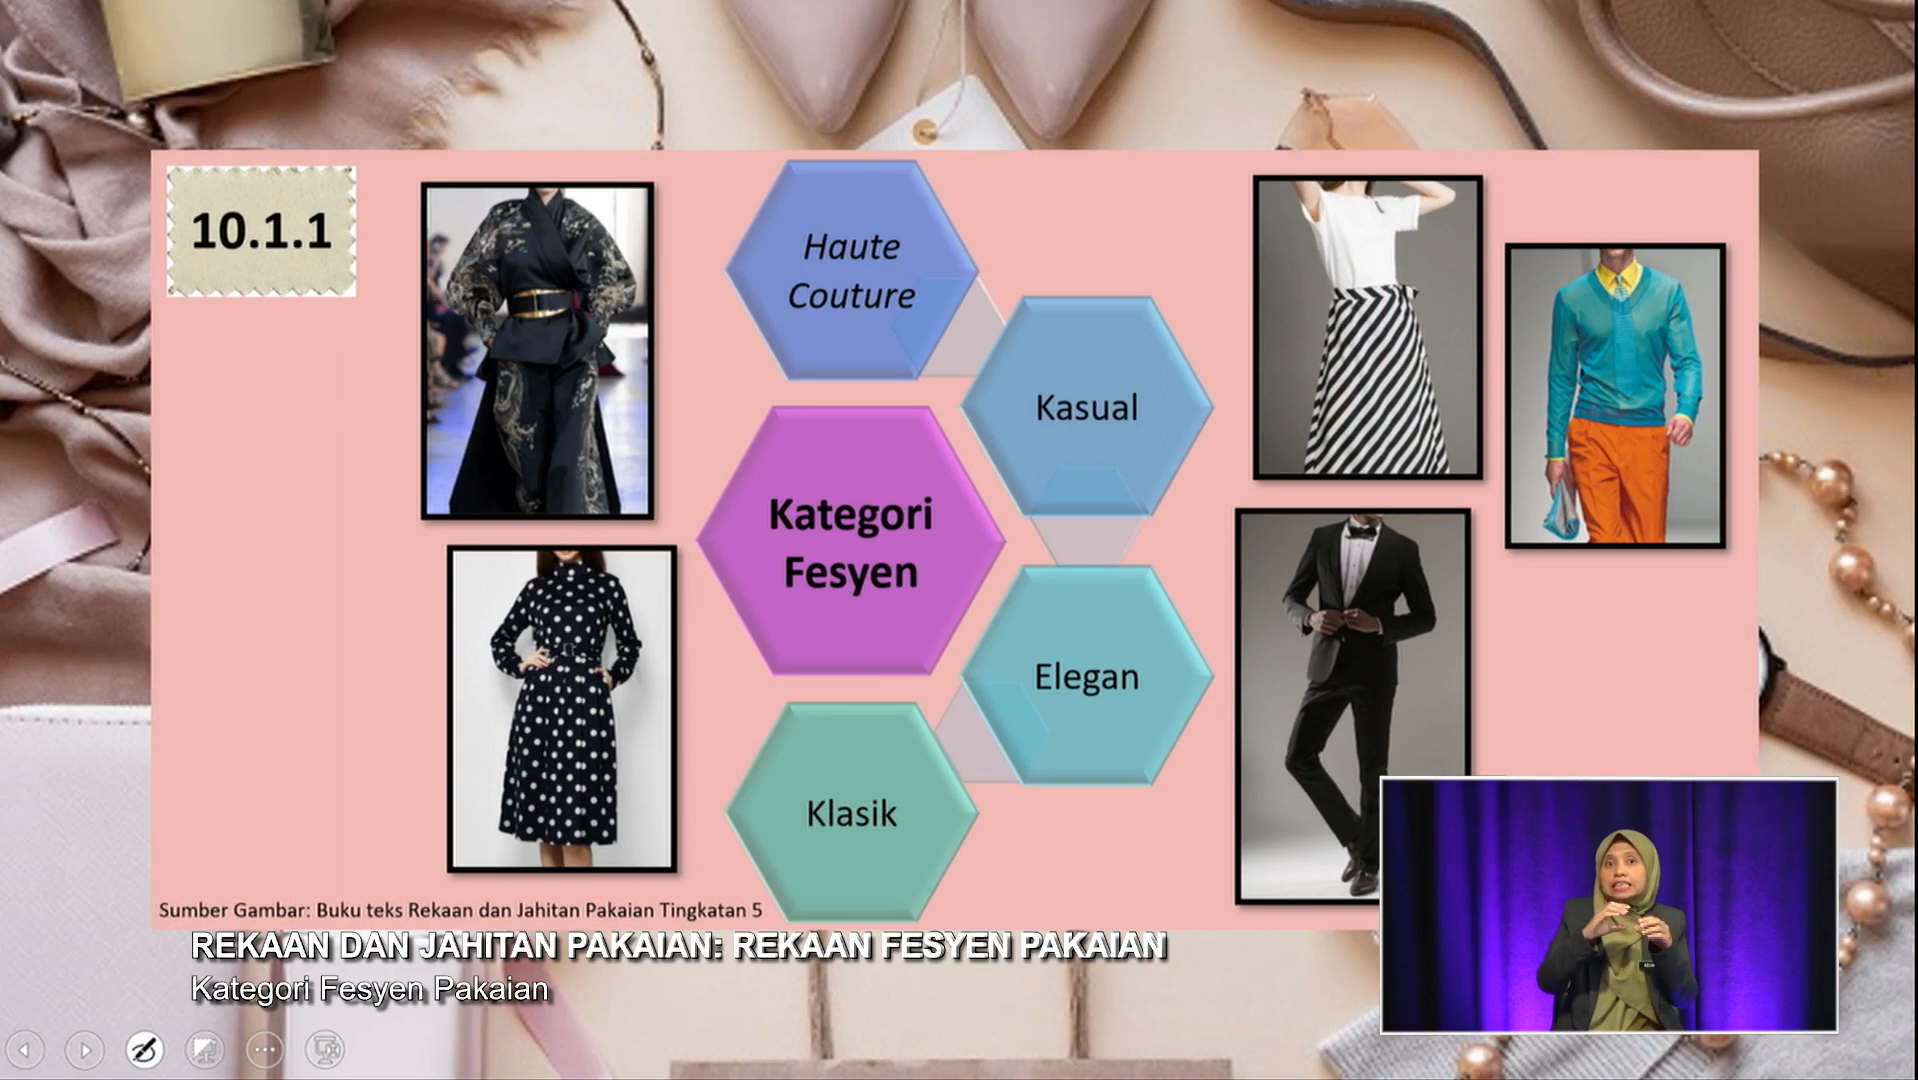 10.1.1
Haute
Couture
Kasual
Kategori
Fesyen
Elegan
Klasik
Sumber Gambar: Buku teks Rekaan dan Jahitan Pakaian Tingkatan 5
REKAAN DAN JAHITAN PAKAIAN: REKAAN FESYEN PAKAIAN
Kategori Fesyen Pakaian